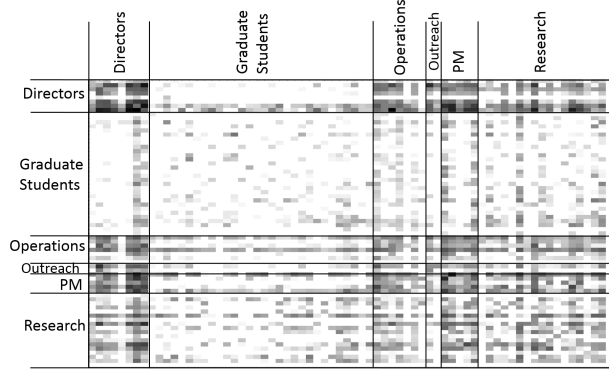 Directors
Graduate
Students
Operations
Outreach
PM
Research
Directors
Graduate
Students
Operations
Outreach
PM
Research